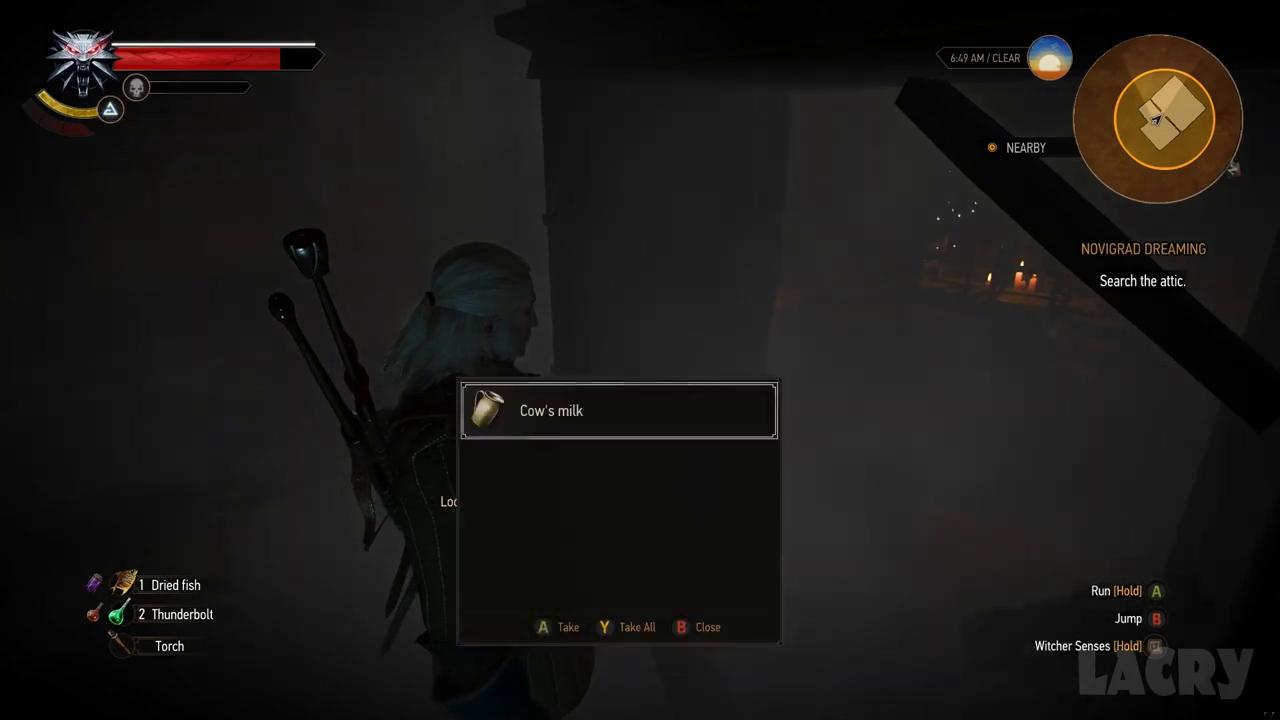 6:49 AM / CLEAR
NEARBY
NOVIGRAD DREAMING
Search the attic.
Cow's milk
Loo
1 Dried fish
2 Thunderbolt
Torch
A Take Y Take All B Close
Run [Hold] A
Jump B
Witcher Senses [Hold]
LACRY